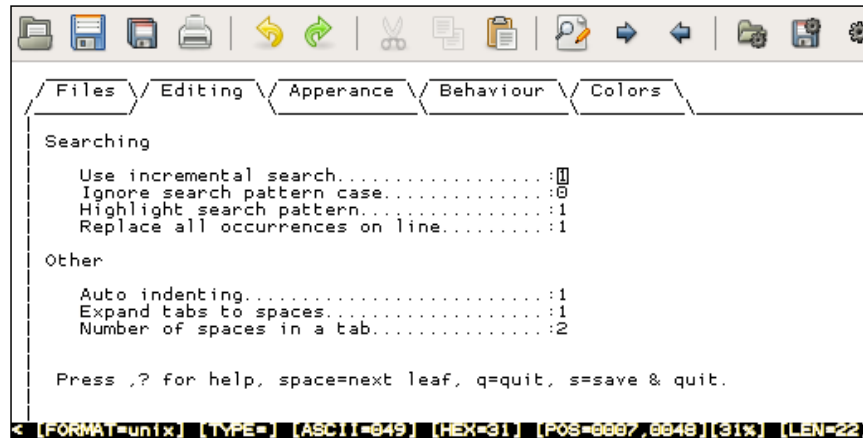 Files Editing Apperance Behaviour Colors
Searching
Use incremental search..................:1
Ignore search pattern case..............:0
Highlight search pattern................:1
Replace all occurrences on line.........:1
Other
Auto indenting..........................:1
Expand tabs to spaces...................:1
Number of spaces in a tab...............:2
Press ,? for help, space=next leaf, q=quit, s=save & quit.
< [FORMAT=unix] [TYPE=] [ASCII=049] [HEX=31] [POS=0007,0048][31%] [LEN=22